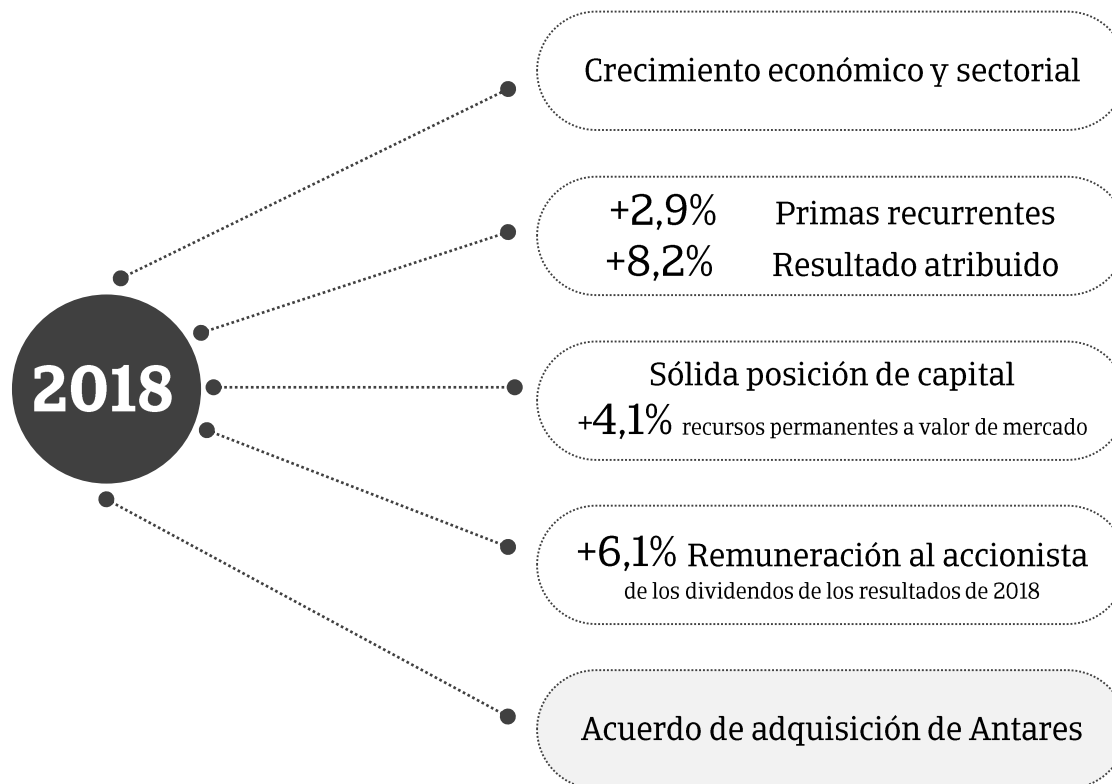 2018
Crecimiento económico y sectorial
+2,9% Primas recurrentes
+8,2% Resultado atribuido
Sólida posición de capital
+4,1% recursos permanentes a valor de mercado
+6,1% Remuneración al accionista
de los dividendos de los resultados de 2018
Acuerdo de adquisición de Antares